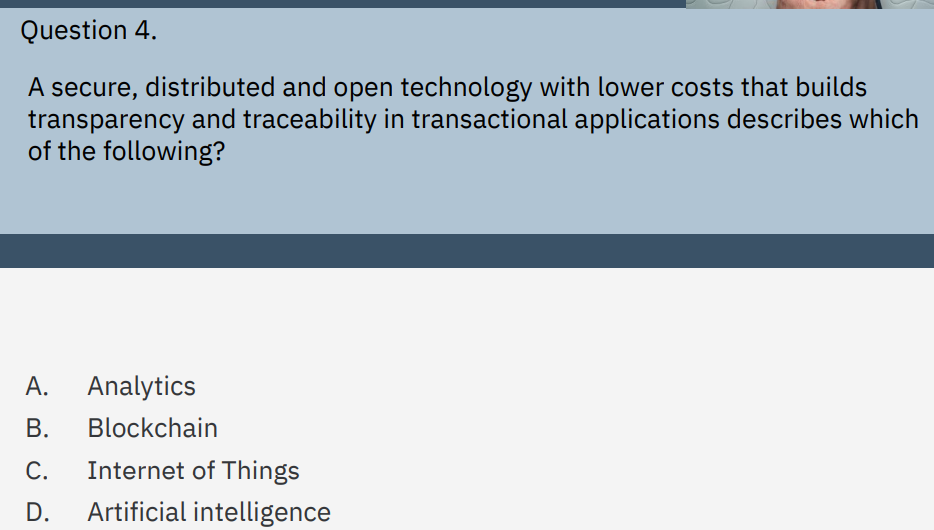 Question 4.
A secure, distributed and open technology with lower costs that builds
transparency and traceability in transactional applications describes which
of the following?
A. Analytics
B. Blockchain
C. Internet of Things
D. Artificial intelligence